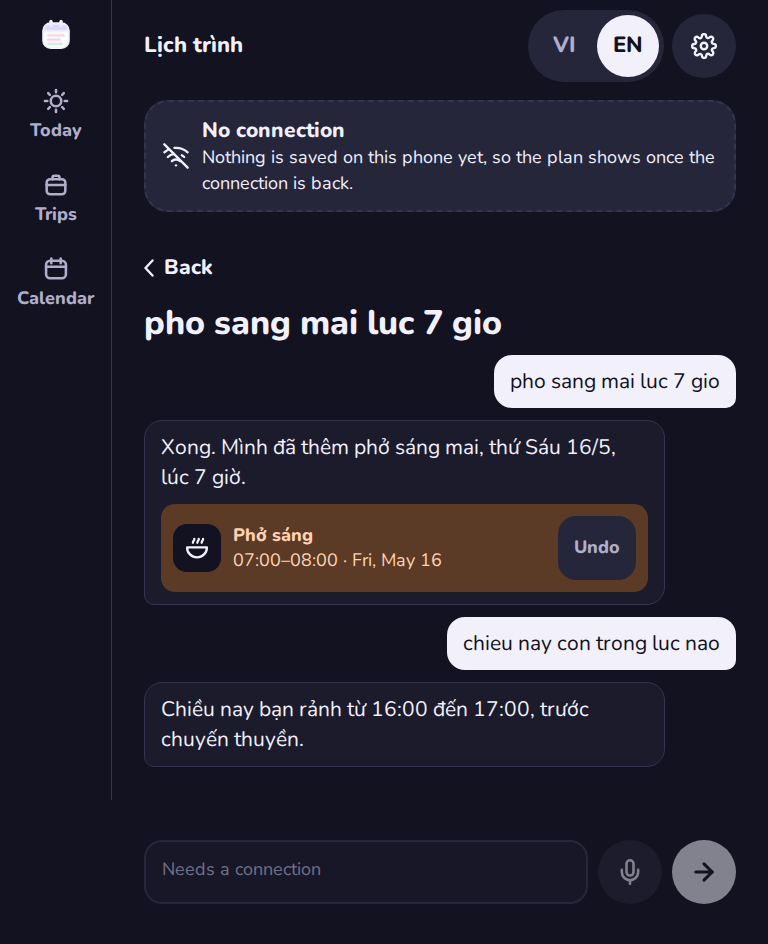 Lịch trình
VI
EN
Today
Trips
Calendar
No connection
Nothing is saved on this phone yet, so the plan shows once the
connection is back.
Back
pho sang mai luc 7 gio
pho sang mai luc 7 gio
Xong. Mình đã thêm phở sáng mai, thứ Sáu 16/5,
lúc 7 giờ.
Phở sáng
07:00–08:00 · Fri, May 16
Undo
chieu nay con trong luc nao
Chiều nay bạn rảnh từ 16:00 đến 17:00, trước
chuyến thuyền.
Needs a connection